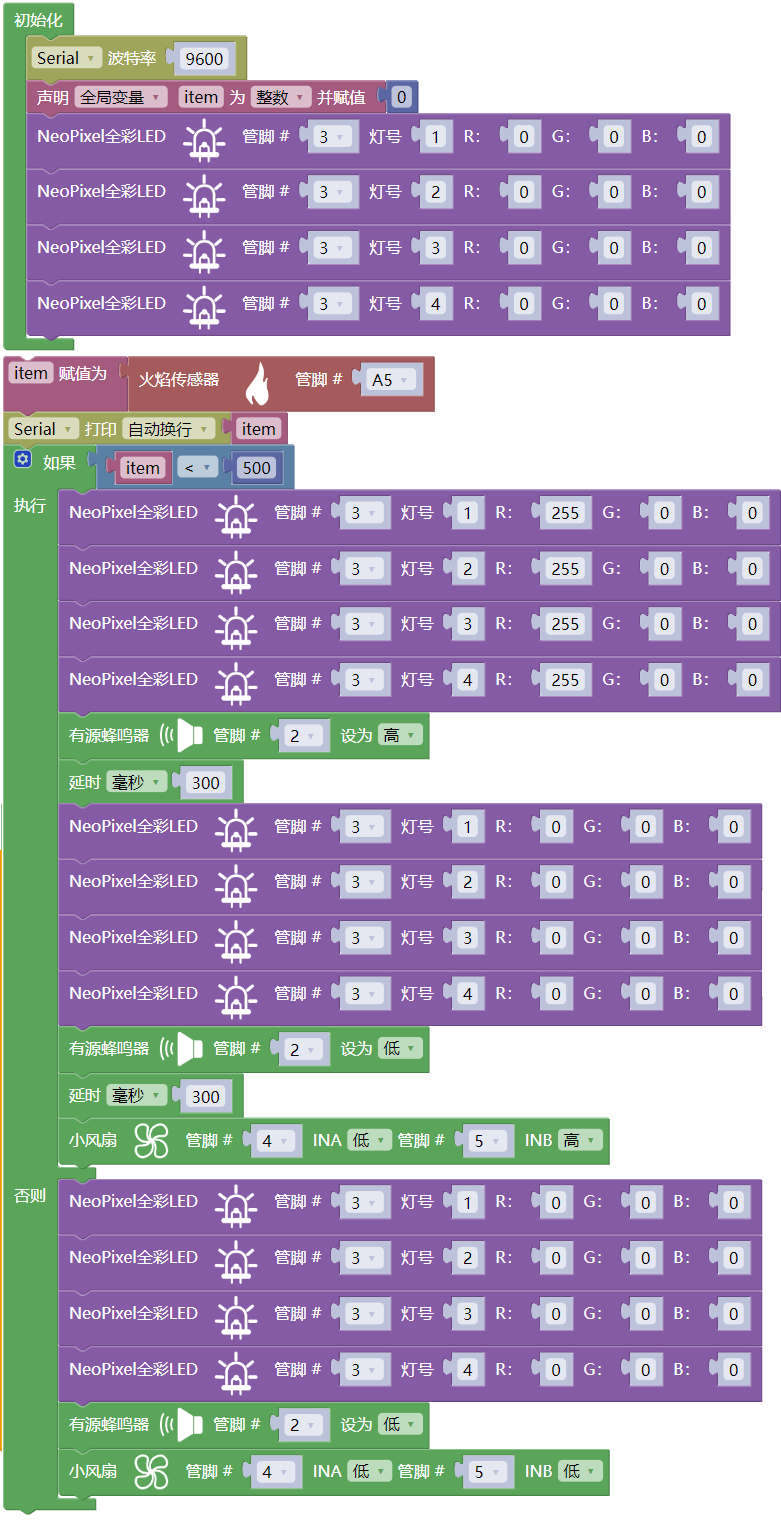 初始化
Serial 波特率 9600
声明 全局变量 item 为 整数 并赋值 0
NeoPixel全彩LED 管脚 # 3 灯号 1 R: 0 G: 0 B: 0
NeoPixel全彩LED 管脚 # 3 灯号 2 R: 0 G: 0 B: 0
NeoPixel全彩LED 管脚 # 3 灯号 3 R: 0 G: 0 B: 0
NeoPixel全彩LED 管脚 # 3 灯号 4 R: 0 G: 0 B: 0
item 赋值为 火焰传感器 管脚 # A5
Serial 打印 自动换行 item
如果 item < 500
执行 NeoPixel全彩LED 管脚 # 3 灯号 1 R: 255 G: 0 B: 0
NeoPixel全彩LED 管脚 # 3 灯号 2 R: 255 G: 0 B: 0
NeoPixel全彩LED 管脚 # 3 灯号 3 R: 255 G: 0 B: 0
NeoPixel全彩LED 管脚 # 3 灯号 4 R: 255 G: 0 B: 0
有源蜂鸣器 管脚 # 2 设为 高
延时 毫秒 300
NeoPixel全彩LED 管脚 # 3 灯号 1 R: 0 G: 0 B: 0
NeoPixel全彩LED 管脚 # 3 灯号 2 R: 0 G: 0 B: 0
NeoPixel全彩LED 管脚 # 3 灯号 3 R: 0 G: 0 B: 0
NeoPixel全彩LED 管脚 # 3 灯号 4 R: 0 G: 0 B: 0
有源蜂鸣器 管脚 # 2 设为 低
延时 毫秒 300
小风扇 管脚 # 4 INA 低 管脚 # 5 INB 高
否则 NeoPixel全彩LED 管脚 # 3 灯号 1 R: 0 G: 0 B: 0
NeoPixel全彩LED 管脚 # 3 灯号 2 R: 0 G: 0 B: 0
NeoPixel全彩LED 管脚 # 3 灯号 3 R: 0 G: 0 B: 0
NeoPixel全彩LED 管脚 # 3 灯号 4 R: 0 G: 0 B: 0
有源蜂鸣器 管脚 # 2 设为 低
小风扇 管脚 # 4 INA 低 管脚 # 5 INB 低